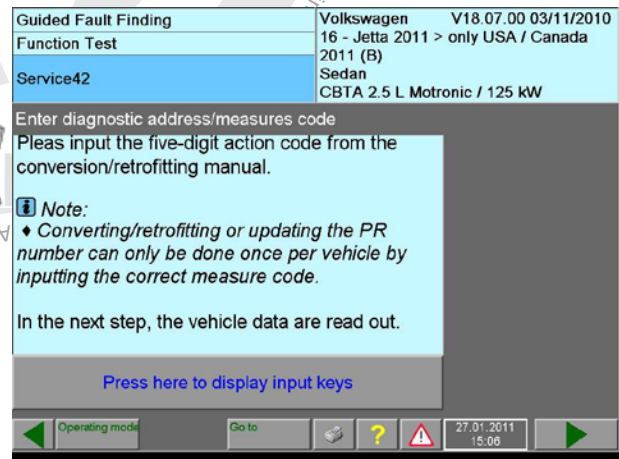 Guided Fault Finding
Function Test
Service42
Volkswagen V18.07.00 03/11/2010
16 - Jetta 2011 > only USA / Canada
2011 (B)
Sedan
CBTA 2.5 L Motronic / 125 kW
Enter diagnostic address/measures code
Pleas input the five-digit action code from the
conversion/retrofitting manual.
i Note:
♦ Converting/retrofitting or updating the PR
number can only be done once per vehicle by
inputting the correct measure code.
In the next step, the vehicle data are read out.
Press here to display input keys
Operating mode
Go to
?
27.01.2011
15:06